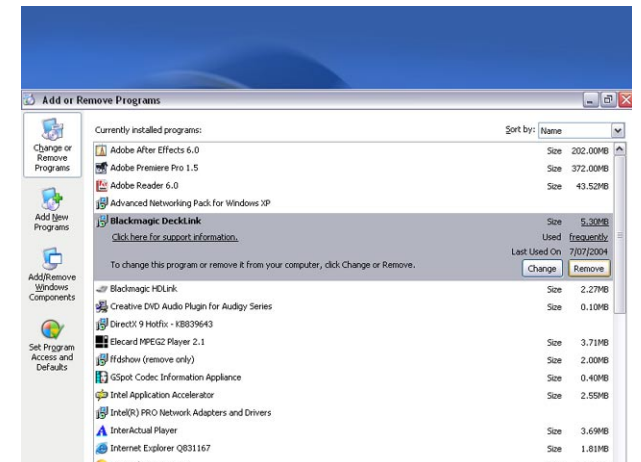 Add or Remove Programs
Change or
Remove
Programs
Add New
Programs
Add/Remove
Windows
Components
Set Program
Access and
Defaults
Currently installed programs:
Sort by: Name
Adobe After Effects 6.0 Size 202.00MB
Adobe Premiere Pro 1.5 Size 372.00MB
Adobe Reader 6.0 Size 43.52MB
Advanced Networking Pack for Windows XP
Blackmagic DeckLink Size 5.30MB
Click here for support information. Used frequently
Last Used On 7/07/2004
To change this program or remove it from your computer, click Change or Remove. Change Remove
Blackmagic HDLink Size 2.27MB
Creative DVD Audio Plugin for Audigy Series Size 0.10MB
DirectX 9 Hotfix - KB839643
Elecard MPEG2 Player 2.1 Size 3.71MB
ffdshow (remove only) Size 2.00MB
GSpot Codec Information Appliance Size 0.40MB
Intel Application Accelerator Size 2.55MB
Intel(R) PRO Network Adapters and Drivers
InterActual Player Size 3.69MB
Internet Explorer Q831167 Size 1.81MB